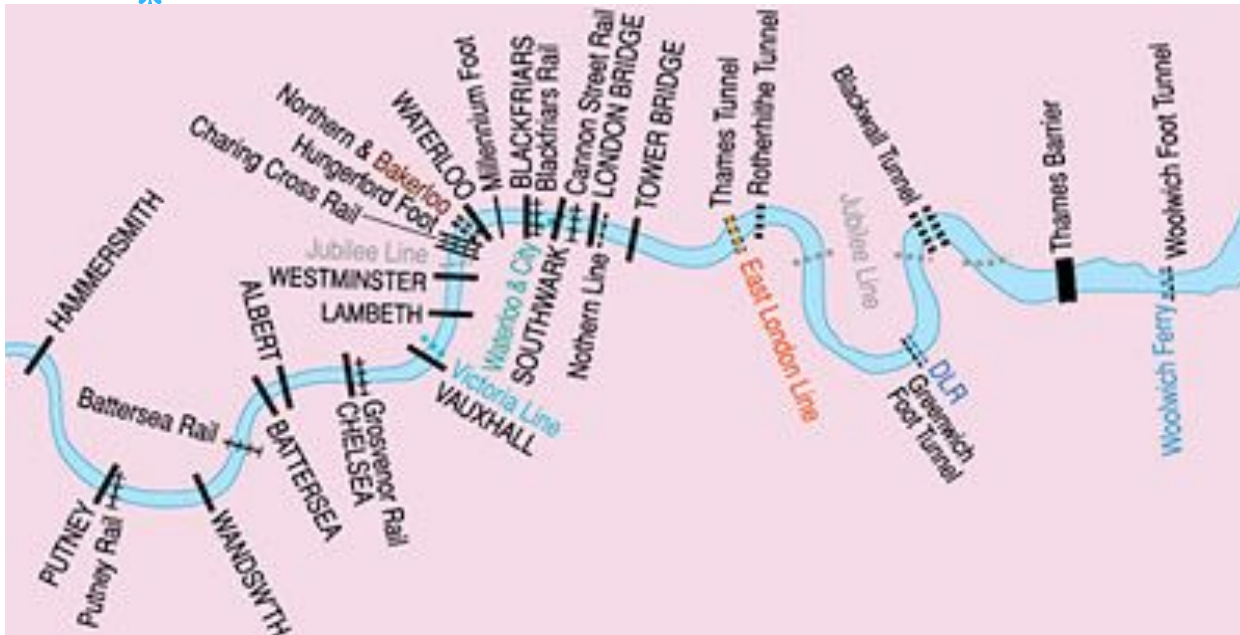 HAMMERSMITH
PUTNEY
Putney Rail
WANDSW'TH
Battersea Rail
BATTERSEA
ALBERT
CHELSEA
Grosvenor Rail
VAUXHALL
Victoria Line
LAMBETH
WESTMINSTER
Jubilee Line
Charing Cross Rail
Hungerford Foot
Northern & Bakerloo
WATERLOO
Millennium Foot
BLACKFRIARS
Blackfriars Rail
Waterloo & City
SOUTHWARK
Cannon Street Rail
LONDON BRIDGE
Nothern Line
TOWER BRIDGE
Thames Tunnel
East London Line
Rotherhithe Tunnel
Jubilee Line
DLR
Greenwich
Foot Tunnel
Blackwall Tunnel
Thames Barrier
Woolwich Ferry
Woolwich Foot Tunnel